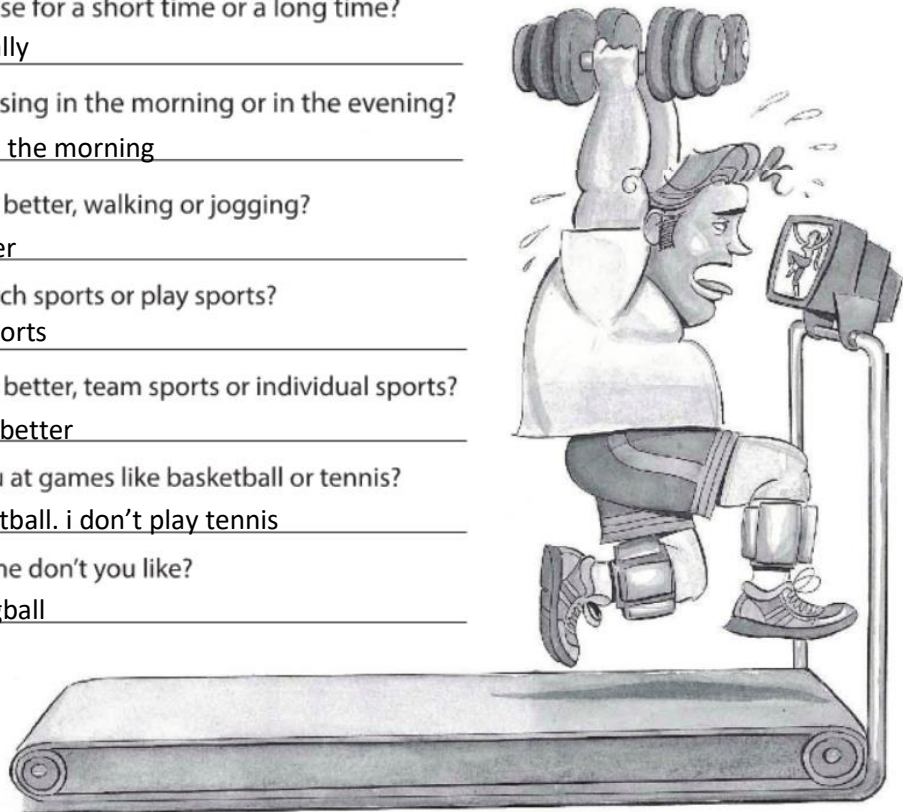 se for a short time or a long time?
lly
sing in the morning or in the evening?
the morning
better, walking or jogging?
er
ch sports or play sports?
orts
better, team sports or individual sports?
better
u at games like basketball or tennis?
tball. i don't play tennis
ne don't you like?
gball